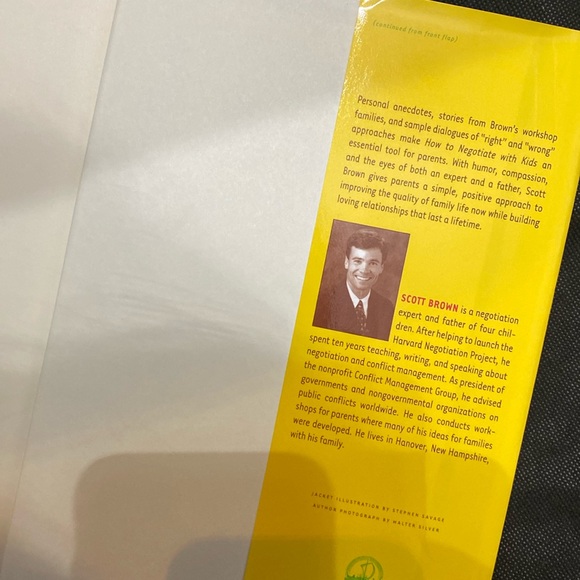 (continued from front flap)
Personal anecdotes, stories from Brown's workshop
families, and sample dialogues of "right" and "wrong"
approaches make How to Negotiate with Kids an
essential tool for parents. With humor, compassion,
and the eyes of both an expert and a father, Scott
Brown gives parents a simple, positive approach to
improving the quality of family life now while building
loving relationships that last a lifetime.
SCOTT BROWN is a negotiation
expert and father of four chil-
dren. After helping to launch the
Harvard Negotiation Project, he
spent ten years teaching, writing, and speaking about
negotiation and conflict management. As president of
the nonprofit Conflict Management Group, he advised
governments and nongovernmental organizations on
public conflicts worldwide. He also conducts work-
shops for parents where many of his ideas for families
were developed. He lives in Hanover, New Hampshire,
with his family.
JACKET ILLUSTRATION BY STEPHEN SAVAGE
AUTHOR PHOTOGRAPH BY WALTER SILVER